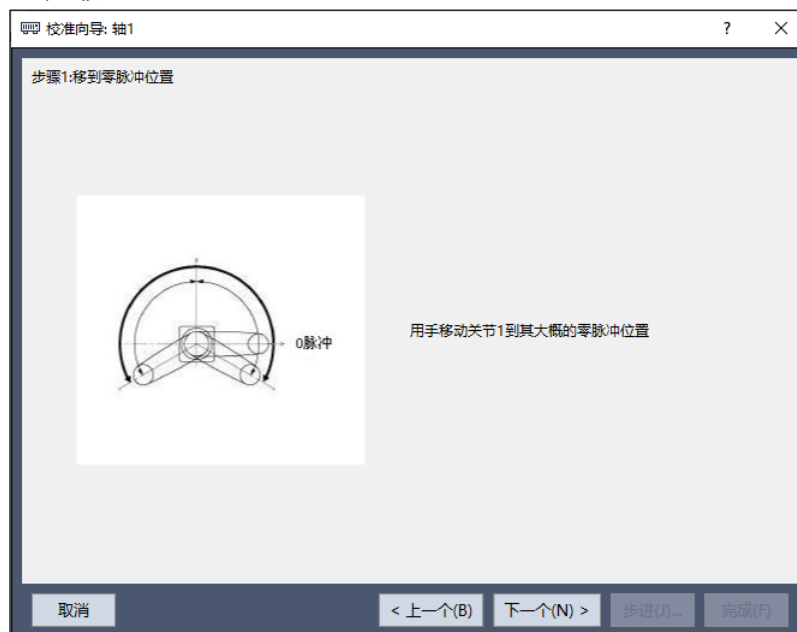 校准向导: 轴1
?
步骤1:移到零脉冲位置
0脉冲
用手移动关节1到其大概的零脉冲位置
取消
< 上一个(B)
下一个(N) >
步进(J)...
完成(F)